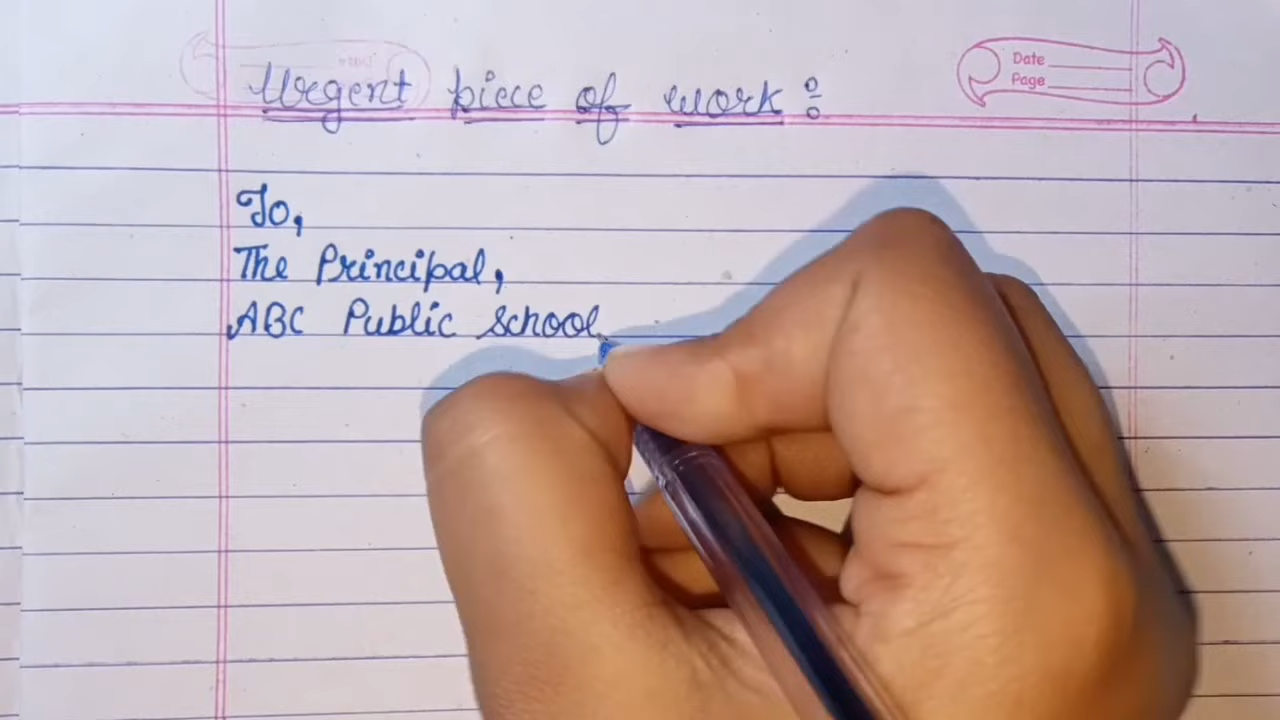 Urgent piece of work :
Date
Page
To,
The Principal,
ABC Public School